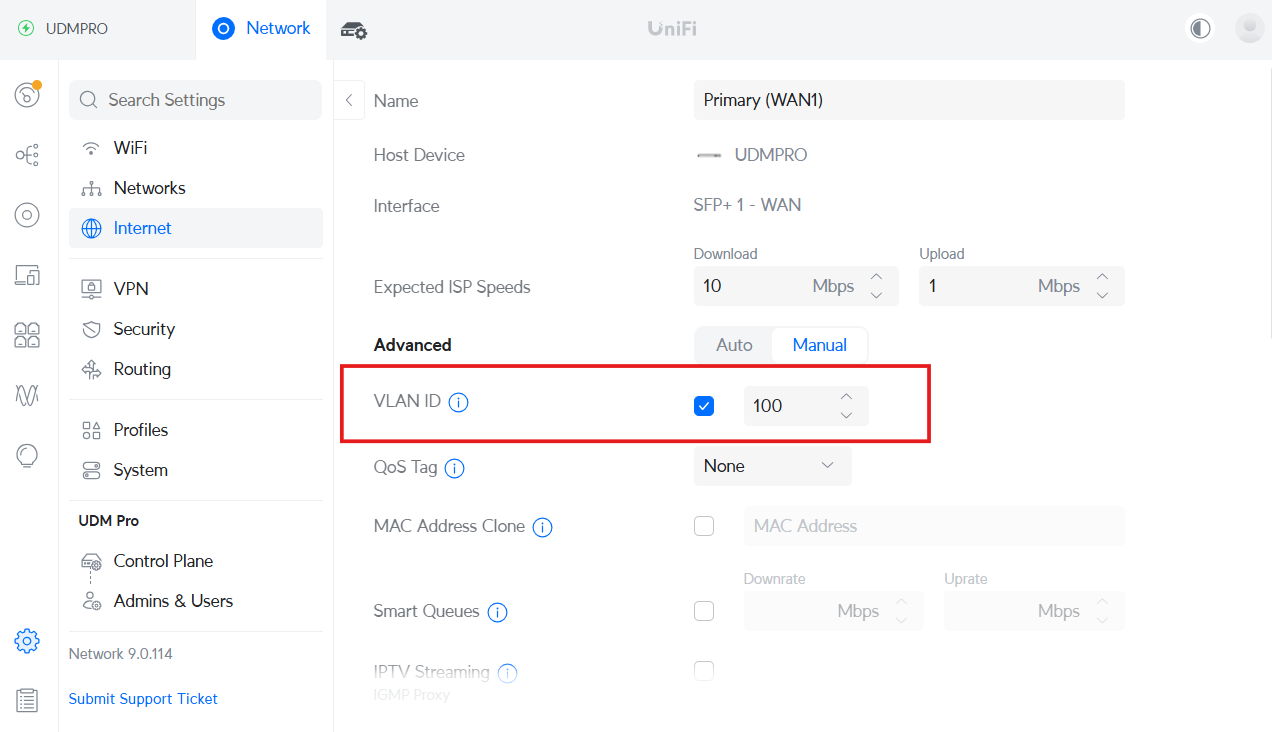 UDMPRO
Network
UniFi
Search Settings
WiFi
Networks
Internet
VPN
Security
Routing
Profiles
System
UDM Pro
Control Plane
Admins & Users
Network 9.0.114
Submit Support Ticket
Name
Primary (WAN1)
Host Device
UDMPRO
Interface
SFP+ 1 - WAN
Download Upload
Expected ISP Speeds 10 Mbps 1 Mbps
Advanced Auto Manual
VLAN ID 100
QoS Tag None
MAC Address Clone MAC Address
Downrate Uprate
Smart Queues Mbps Mbps
IPTV Streaming
IGMP Proxy